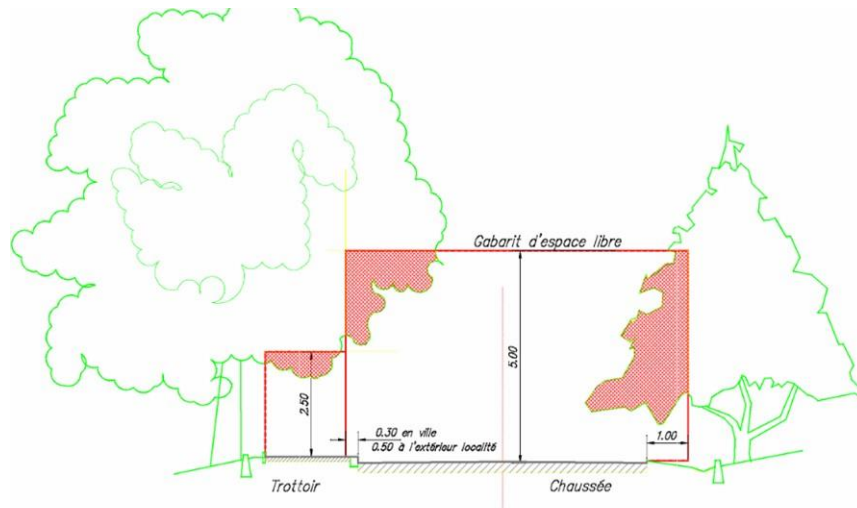 Gabarit d'espace libre
5.00
2.50
0.30 en ville
0.50 à l'extérieur localité
1.00
Trottoir
Chaussée